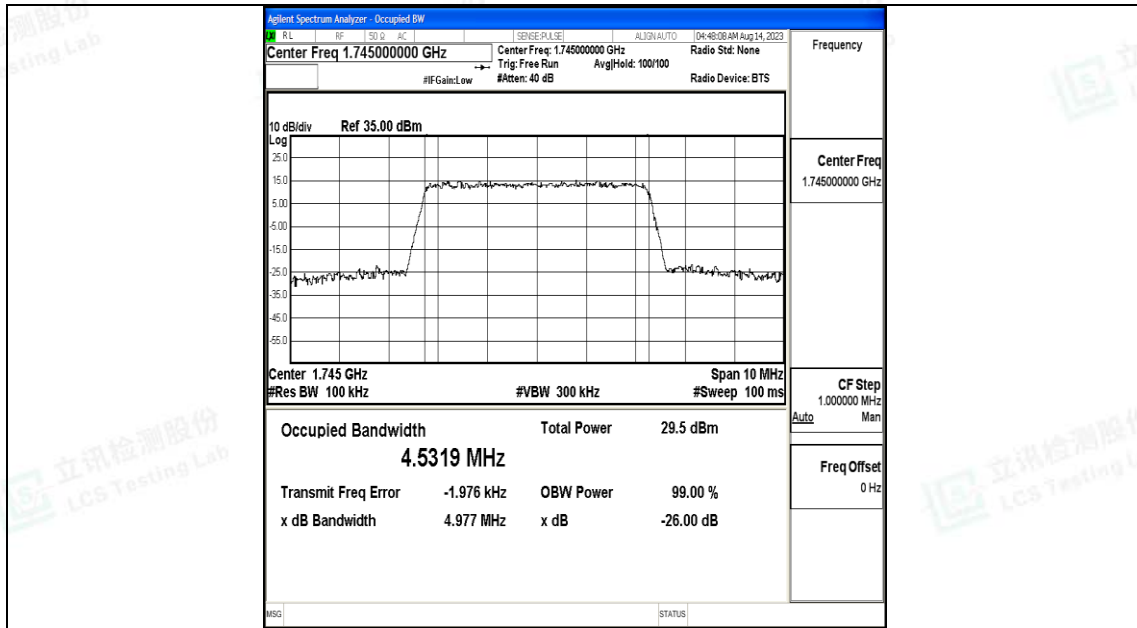 Agilent Spectrum Analyzer - Occupied BW
LXI RL RF 50 Ω AC SENSE:PULSE ALIGN AUTO 04:48:08 AM Aug 14, 2023
Center Freq 1.745000000 GHz
Center Freq: 1.745000000 GHz Radio Std: None
Trig: Free Run Avg|Hold: 100/100
#IFGain:Low #Atten: 40 dB Radio Device: BTS
Frequency
10 dB/div Ref 35.00 dBm
Log
25.0
15.0
5.00
-5.00
-15.0
-25.0
-35.0
-45.0
-55.0
Center 1.745 GHz Span 10 MHz
#Res BW 100 kHz #VBW 300 kHz #Sweep 100 ms
Center Freq
1.745000000 GHz
CF Step
1.000000 MHz
Auto Man
Freq Offset
0 Hz
Occupied Bandwidth Total Power 29.5 dBm
4.5319 MHz
Transmit Freq Error -1.976 kHz OBW Power 99.00 %
x dB Bandwidth 4.977 MHz x dB -26.00 dB
MSG STATUS
立讯检测股份
LCS Testing Lab
立讯检测股份